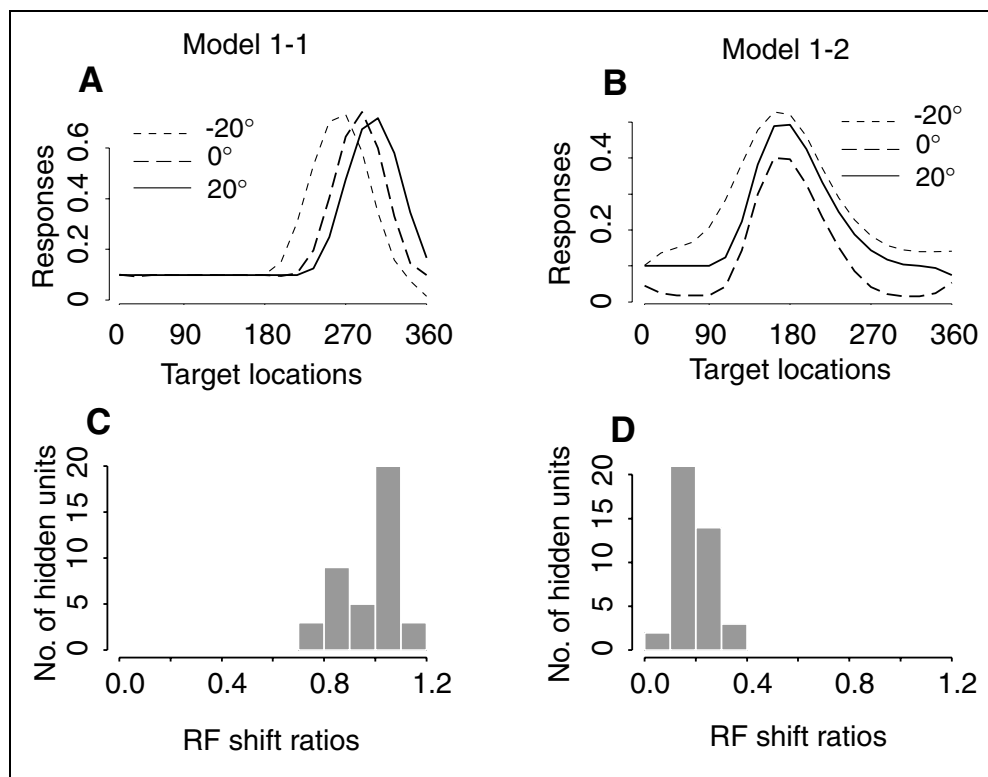 Model 1-1
A
-20°
0°
20°
Responses
0.6
0.4
0.2
0
0 90 180 270 360
Target locations
Model 1-2
B
-20°
0°
20°
Responses
0.4
0.2
0
0 90 180 270 360
Target locations
C
No. of hidden units
20
15
10
5
0
0.0 0.4 0.8 1.2
RF shift ratios
D
No. of hidden units
20
15
10
5
0
0.0 0.4 0.8 1.2
RF shift ratios